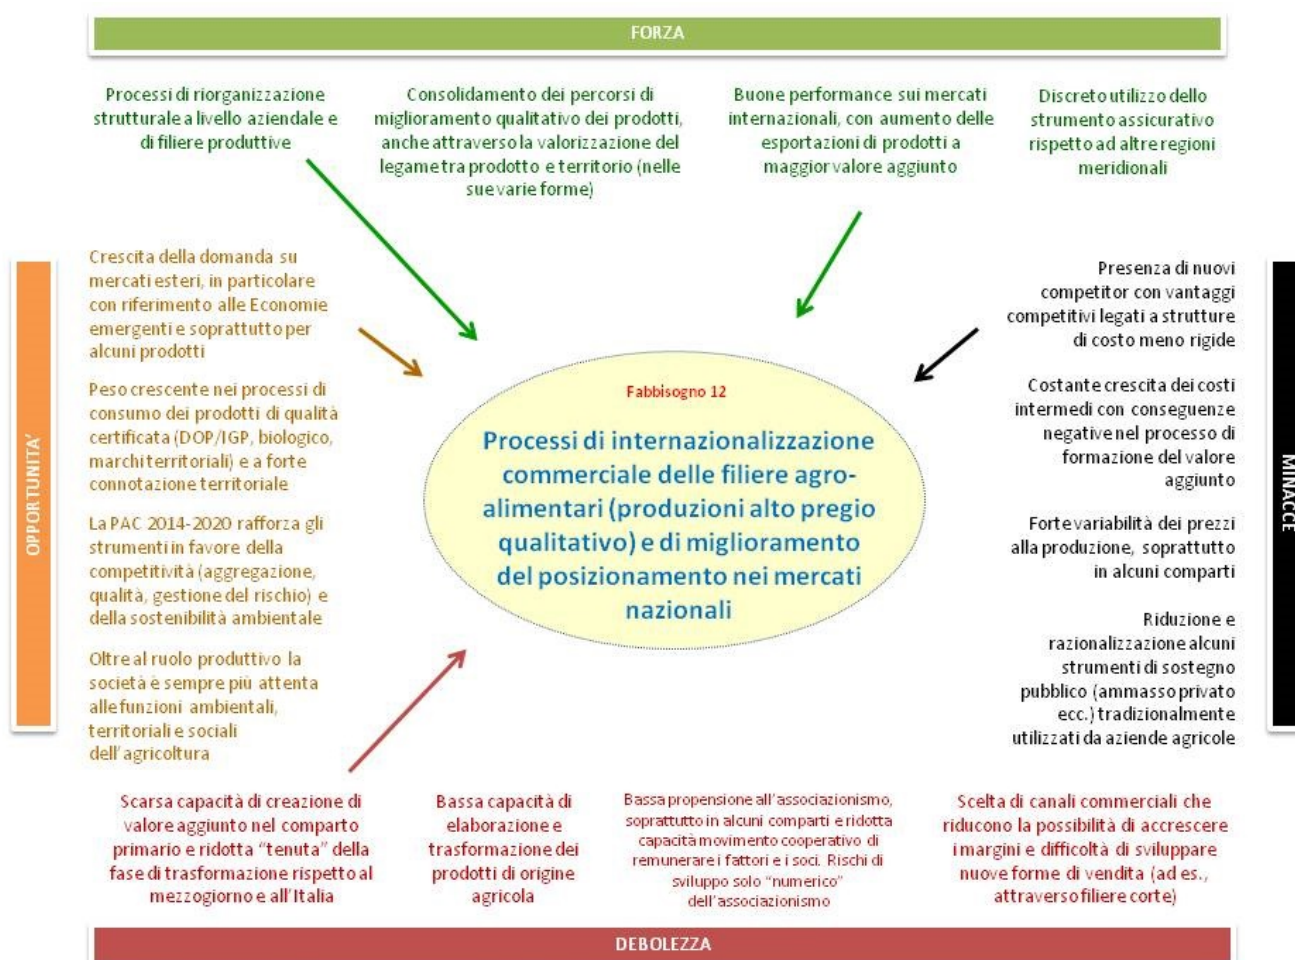 FORZA
Processi di riorganizzazione
strutturale a livello aziendale e
di filiere produttive
Consolidamento dei percorsi di
miglioramento qualitativo dei prodotti,
anche attraverso la valorizzazione del
legame tra prodotto e territorio (nelle
sue varie forme)
Buone performance sui mercati
internazionali, con aumento delle
esportazioni di prodotti a
maggior valore aggiunto
Discreto utilizzo dello
strumento assicurativo
rispetto ad altre regioni
meridionali
OPPORTUNITA'
Crescita della domanda su
mercati esteri, in particolare
con riferimento alle Economie
emergenti e soprattutto per
alcuni prodotti
Peso crescente nei processi di
consumo dei prodotti di qualità
certificata (DOP/IGP, biologico,
marchi territoriali) e a forte
connotazione territoriale
La PAC 2014-2020 rafforza gli
strumenti in favore della
competitività (aggregazione,
qualità, gestione del rischio) e
della sostenibilità ambientale
Oltre al ruolo produttivo la
società è sempre più attenta
alle funzioni ambientali,
territoriali e sociali
dell'agricoltura
Fabbisogno 12
Processi di internazionalizzazione
commerciale delle filiere agro-
alimentari (produzioni alto pregio
qualitativo) e di miglioramento
del posizionamento nei mercati
nazionali
Presenza di nuovi
competitor con vantaggi
competitivi legati a strutture
di costo meno rigide
Costante crescita dei costi
intermedi con conseguenze
negative nel processo di
formazione del valore
aggiunto
Forte variabilità dei prezzi
alla produzione, soprattutto
in alcuni comparti
Riduzione e
razionalizzazione alcuni
strumenti di sostegno
pubblico (ammasso privato
ecc.) tradizionalmente
utilizzati da aziende agricole
MINACCE
Scarsa capacità di creazione di
valore aggiunto nel comparto
primario e ridotta "tenuta" della
fase di trasformazione rispetto al
mezzogiorno e all'Italia
Bassa capacità di
elaborazione e
trasformazione dei
prodotti di origine
agricola
Bassa propensione all'associazionismo,
soprattutto in alcuni comparti e ridotta
capacità movimento cooperativo di
remunerare i fattori e i soci. Rischi di
sviluppo solo "numerico"
dell'associazionismo
Scelta di canali commerciali che
riducono la possibilità di accrescere
i margini e difficoltà di sviluppare
nuove forme di vendita (ad es.,
attraverso filiere corte)
DEBOLEZZA